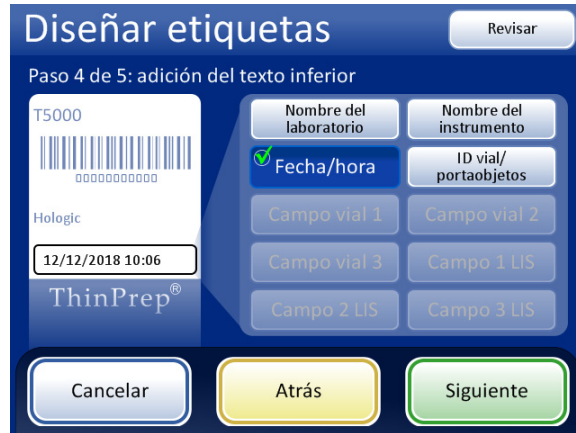 Diseñar etiquetas
Revisar
Paso 4 de 5: adición del texto inferior
T5000
00000000000
Hologic
12/12/2018 10:06
ThinPrep®
Nombre del
laboratorio
Nombre del
instrumento
Fecha/hora
ID vial/
portaobjetos
Campo vial 1
Campo vial 2
Campo vial 3
Campo 1 LIS
Campo 2 LIS
Campo 3 LIS
Cancelar
Atrás
Siguiente